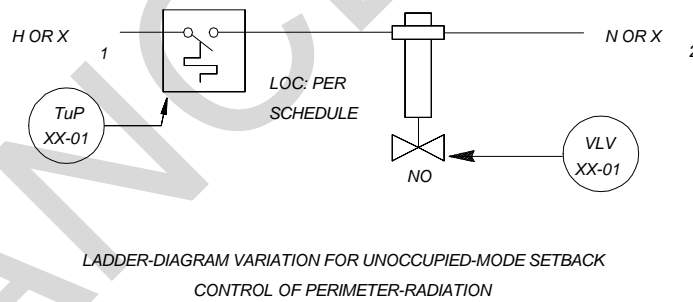 H OR X
1
N OR X
2
LOC: PER
SCHEDULE
TuP
XX-01
VLV
XX-01
NO
LADDER-DIAGRAM VARIATION FOR UNOCCUPIED-MODE SETBACK
CONTROL OF PERIMETER-RADIATION